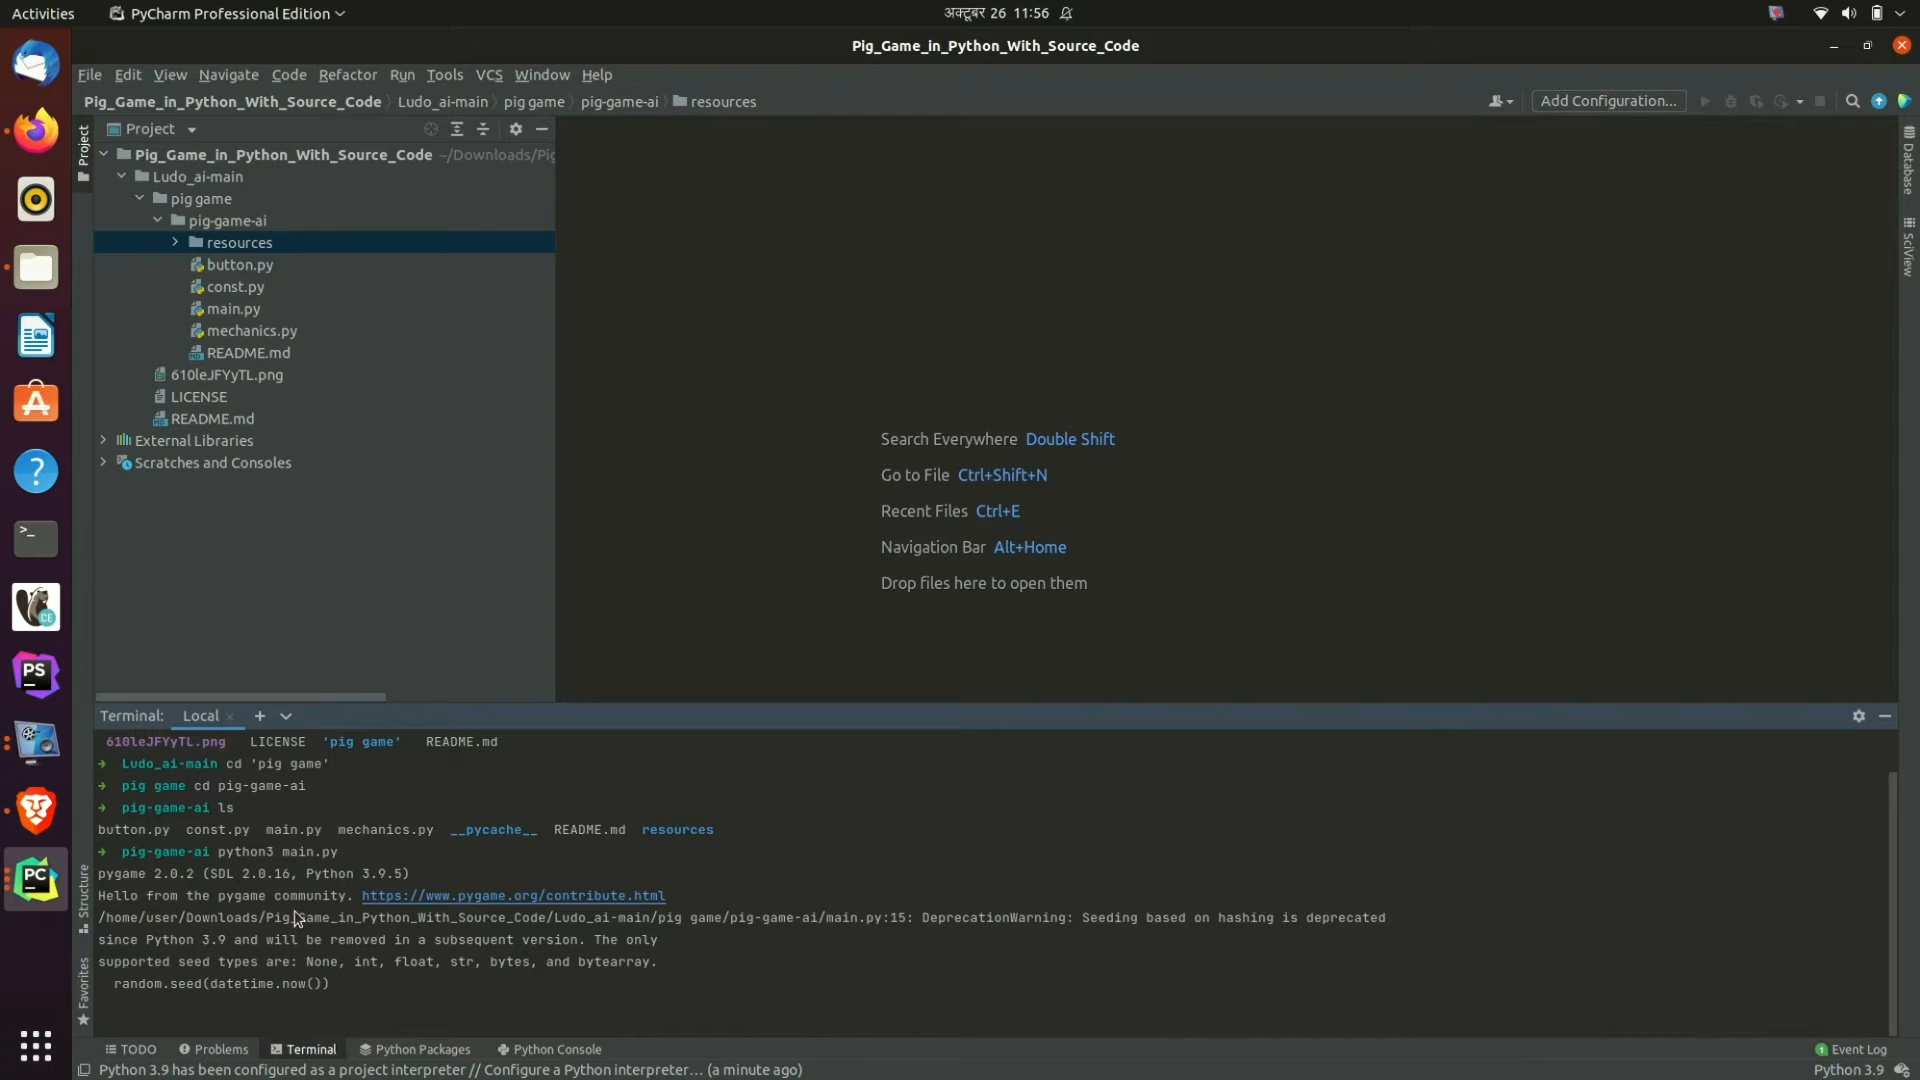 Activities PyCharm Professional Edition अक्टूबर 26 11:56
Pig_Game_in_Python_With_Source_Code
File Edit View Navigate Code Refactor Run Tools VCS Window Help
Pig_Game_in_Python_With_Source_Code Ludo_ai-main pig game pig-game-ai resources Add Configuration...
Project
Project
Pig_Game_in_Python_With_Source_Code ~/Downloads/Pig
Ludo_ai-main
pig game
pig-game-ai
resources
button.py
const.py
main.py
mechanics.py
README.md
610leJFYyTL.png
LICENSE
README.md
External Libraries
Scratches and Consoles
Database
SciView
Search Everywhere Double Shift
Go to File Ctrl+Shift+N
Recent Files Ctrl+E
Navigation Bar Alt+Home
Drop files here to open them
CE
PS
PC
Terminal: Local
610leJFYyTL.png LICENSE 'pig game' README.md
Ludo_ai-main cd 'pig game'
pig game cd pig-game-ai
pig-game-ai ls
button.py const.py main.py mechanics.py __pycache__ README.md resources
pig-game-ai python3 main.py
pygame 2.0.2 (SDL 2.0.16, Python 3.9.5)
Hello from the pygame community. https://www.pygame.org/contribute.html
/home/user/Downloads/Pig_Game_in_Python_With_Source_Code/Ludo_ai-main/pig game/pig-game-ai/main.py:15: DeprecationWarning: Seeding based on hashing is deprecated
since Python 3.9 and will be removed in a subsequent version. The only
supported seed types are: None, int, float, str, bytes, and bytearray.
random.seed(datetime.now())
Structure
Favorites
TODO Problems Terminal Python Packages Python Console 1 Event Log
Python 3.9 has been configured as a project interpreter // Configure a Python interpreter... (a minute ago) Python 3.9